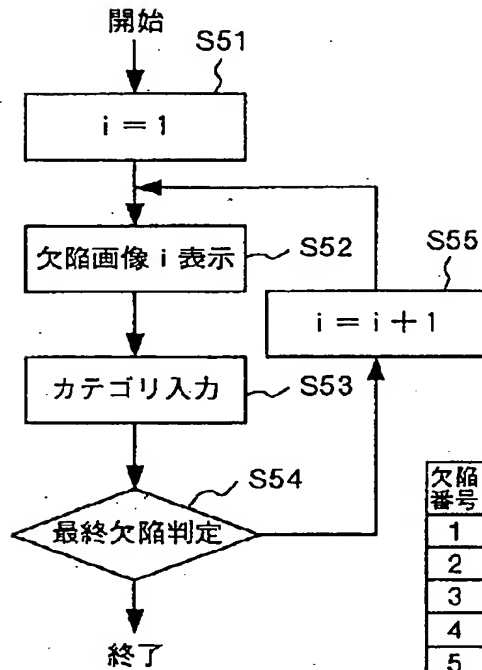 開始
S51
i = 1
欠陥画像 i 表示
S52
S55
i = i + 1
カテゴリ入力
S53
S54
最終欠陥判定
終了
欠陥
番号
1
2
3
4
5